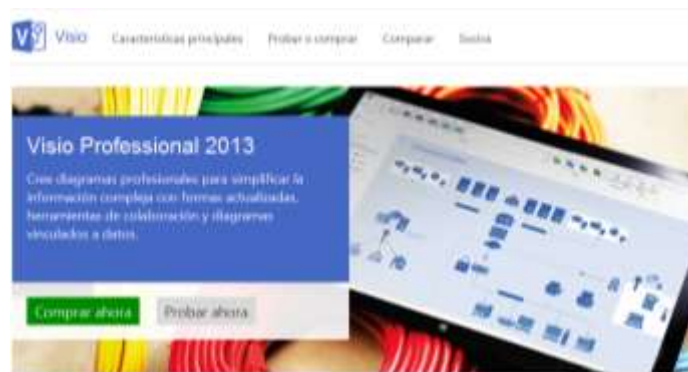 Visio
Características principales
Probar o comprar
Comparar
Visio Professional 2013
Cree diagramas profesionales para simplificar la
información compleja con formas actualizadas,
herramientas de colaboración y diagramas
vinculados a datos.
Comprar ahora
Probar ahora